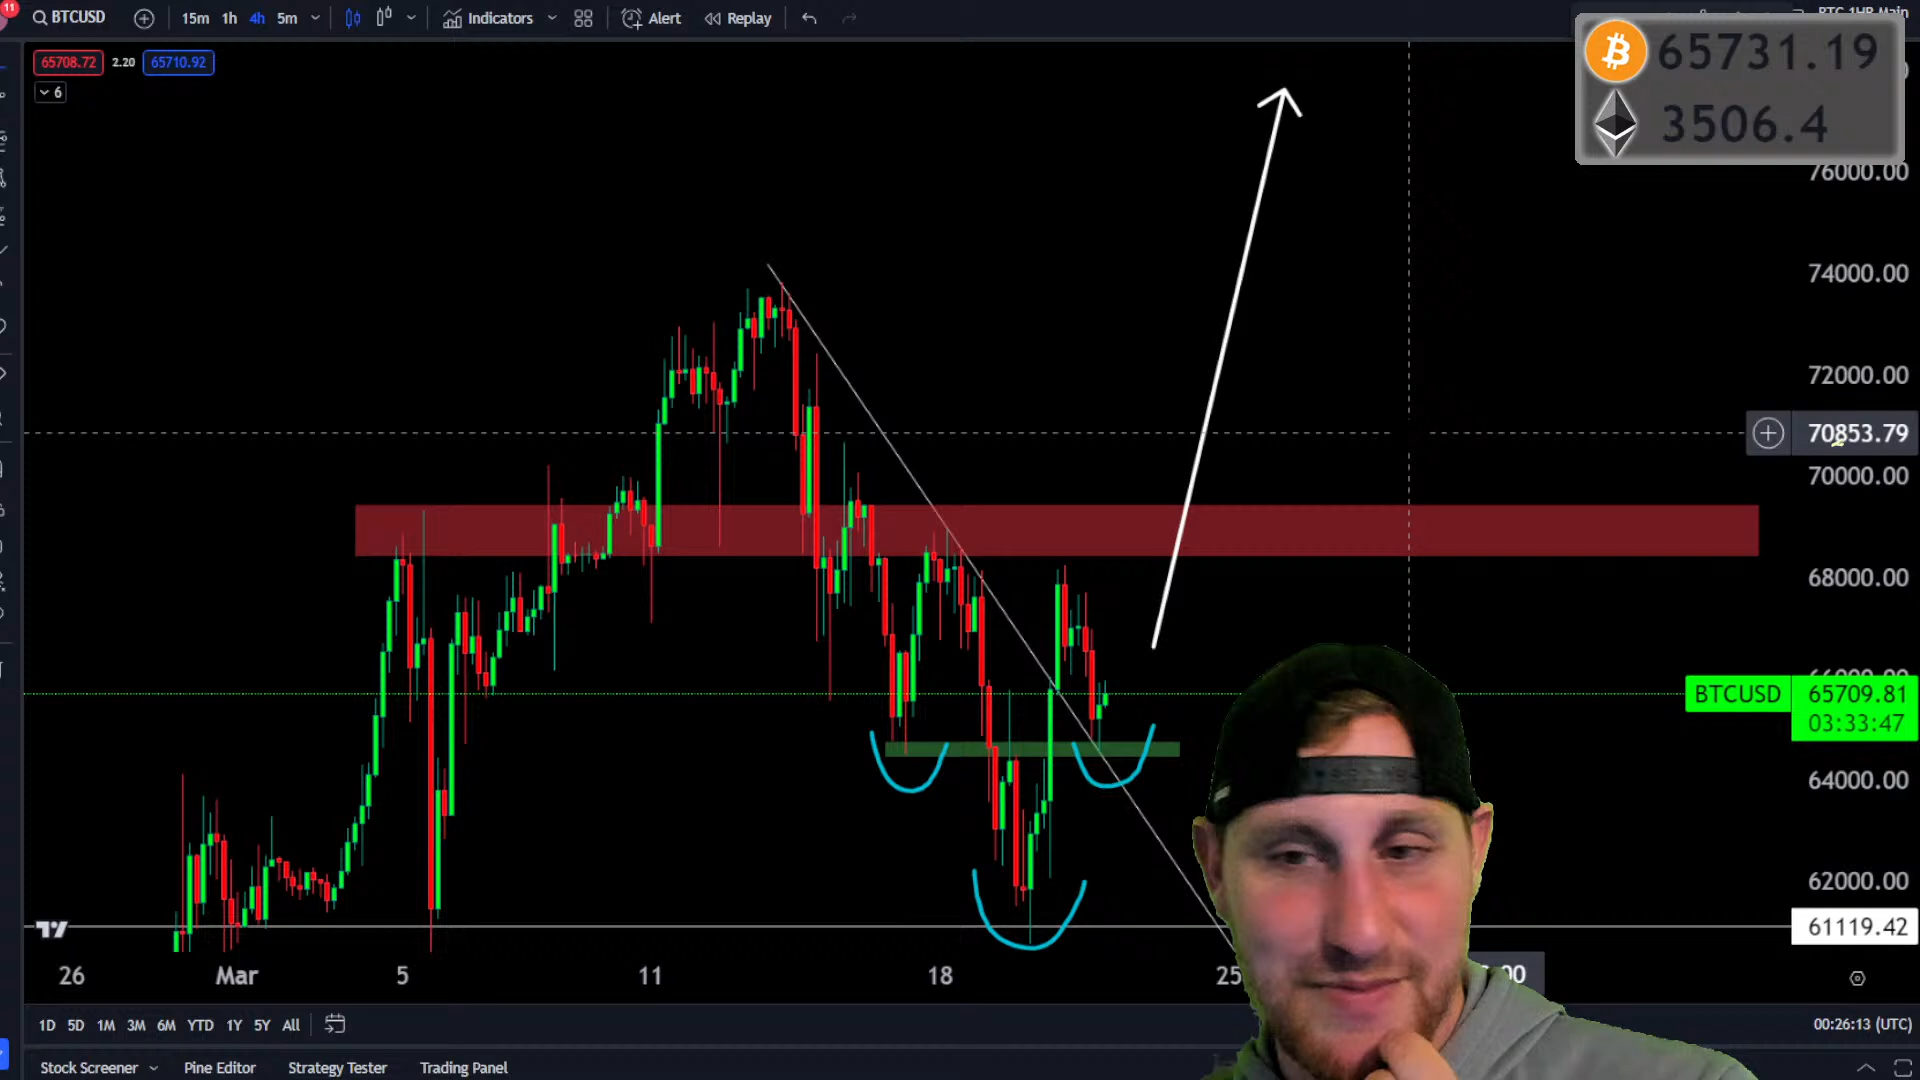 11
BTCUSD
15m 1h 4h 5m
Indicators
Alert
Replay
BTC 1HR Main
65731.19
3506.4
65708.72 2.20 65710.92
6
76000.00
74000.00
72000.00
70853.79
70000.00
68000.00
66000.00
BTCUSD 65709.81
03:33:47
64000.00
62000.00
61119.42
26 Mar 5 11 18 25
1D 5D 1M 3M 6M YTD 1Y 5Y All
00:26:13 (UTC)
Stock Screener Pine Editor Strategy Tester Trading Panel